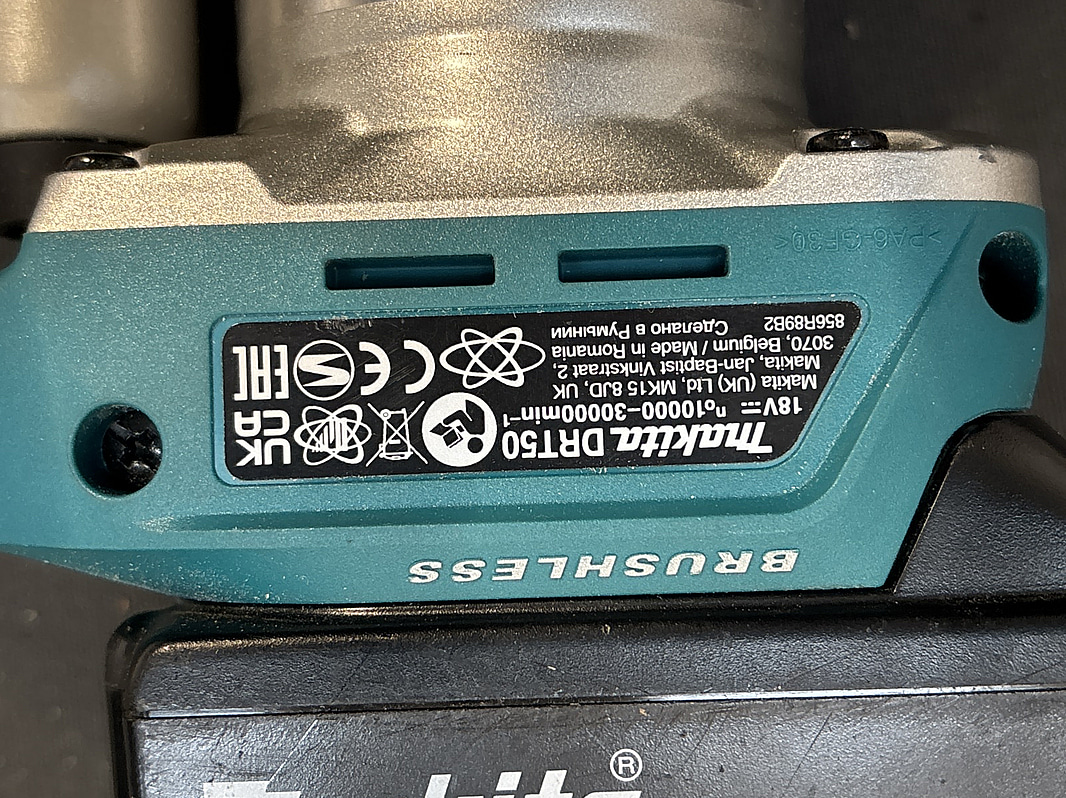 BRUSHLESS
makita DRT50
18V⎓ n₀10000-30000min⁻¹
Makita (UK) Ltd, MK15 8JD, UK
Makita, Jan-Baptist Vinkstraat 2,
3070, Belgium / Made in Romania
856R89B2 Сделано в Румынии
UK
CA
CE
EAC
>PA6-GF30<
®